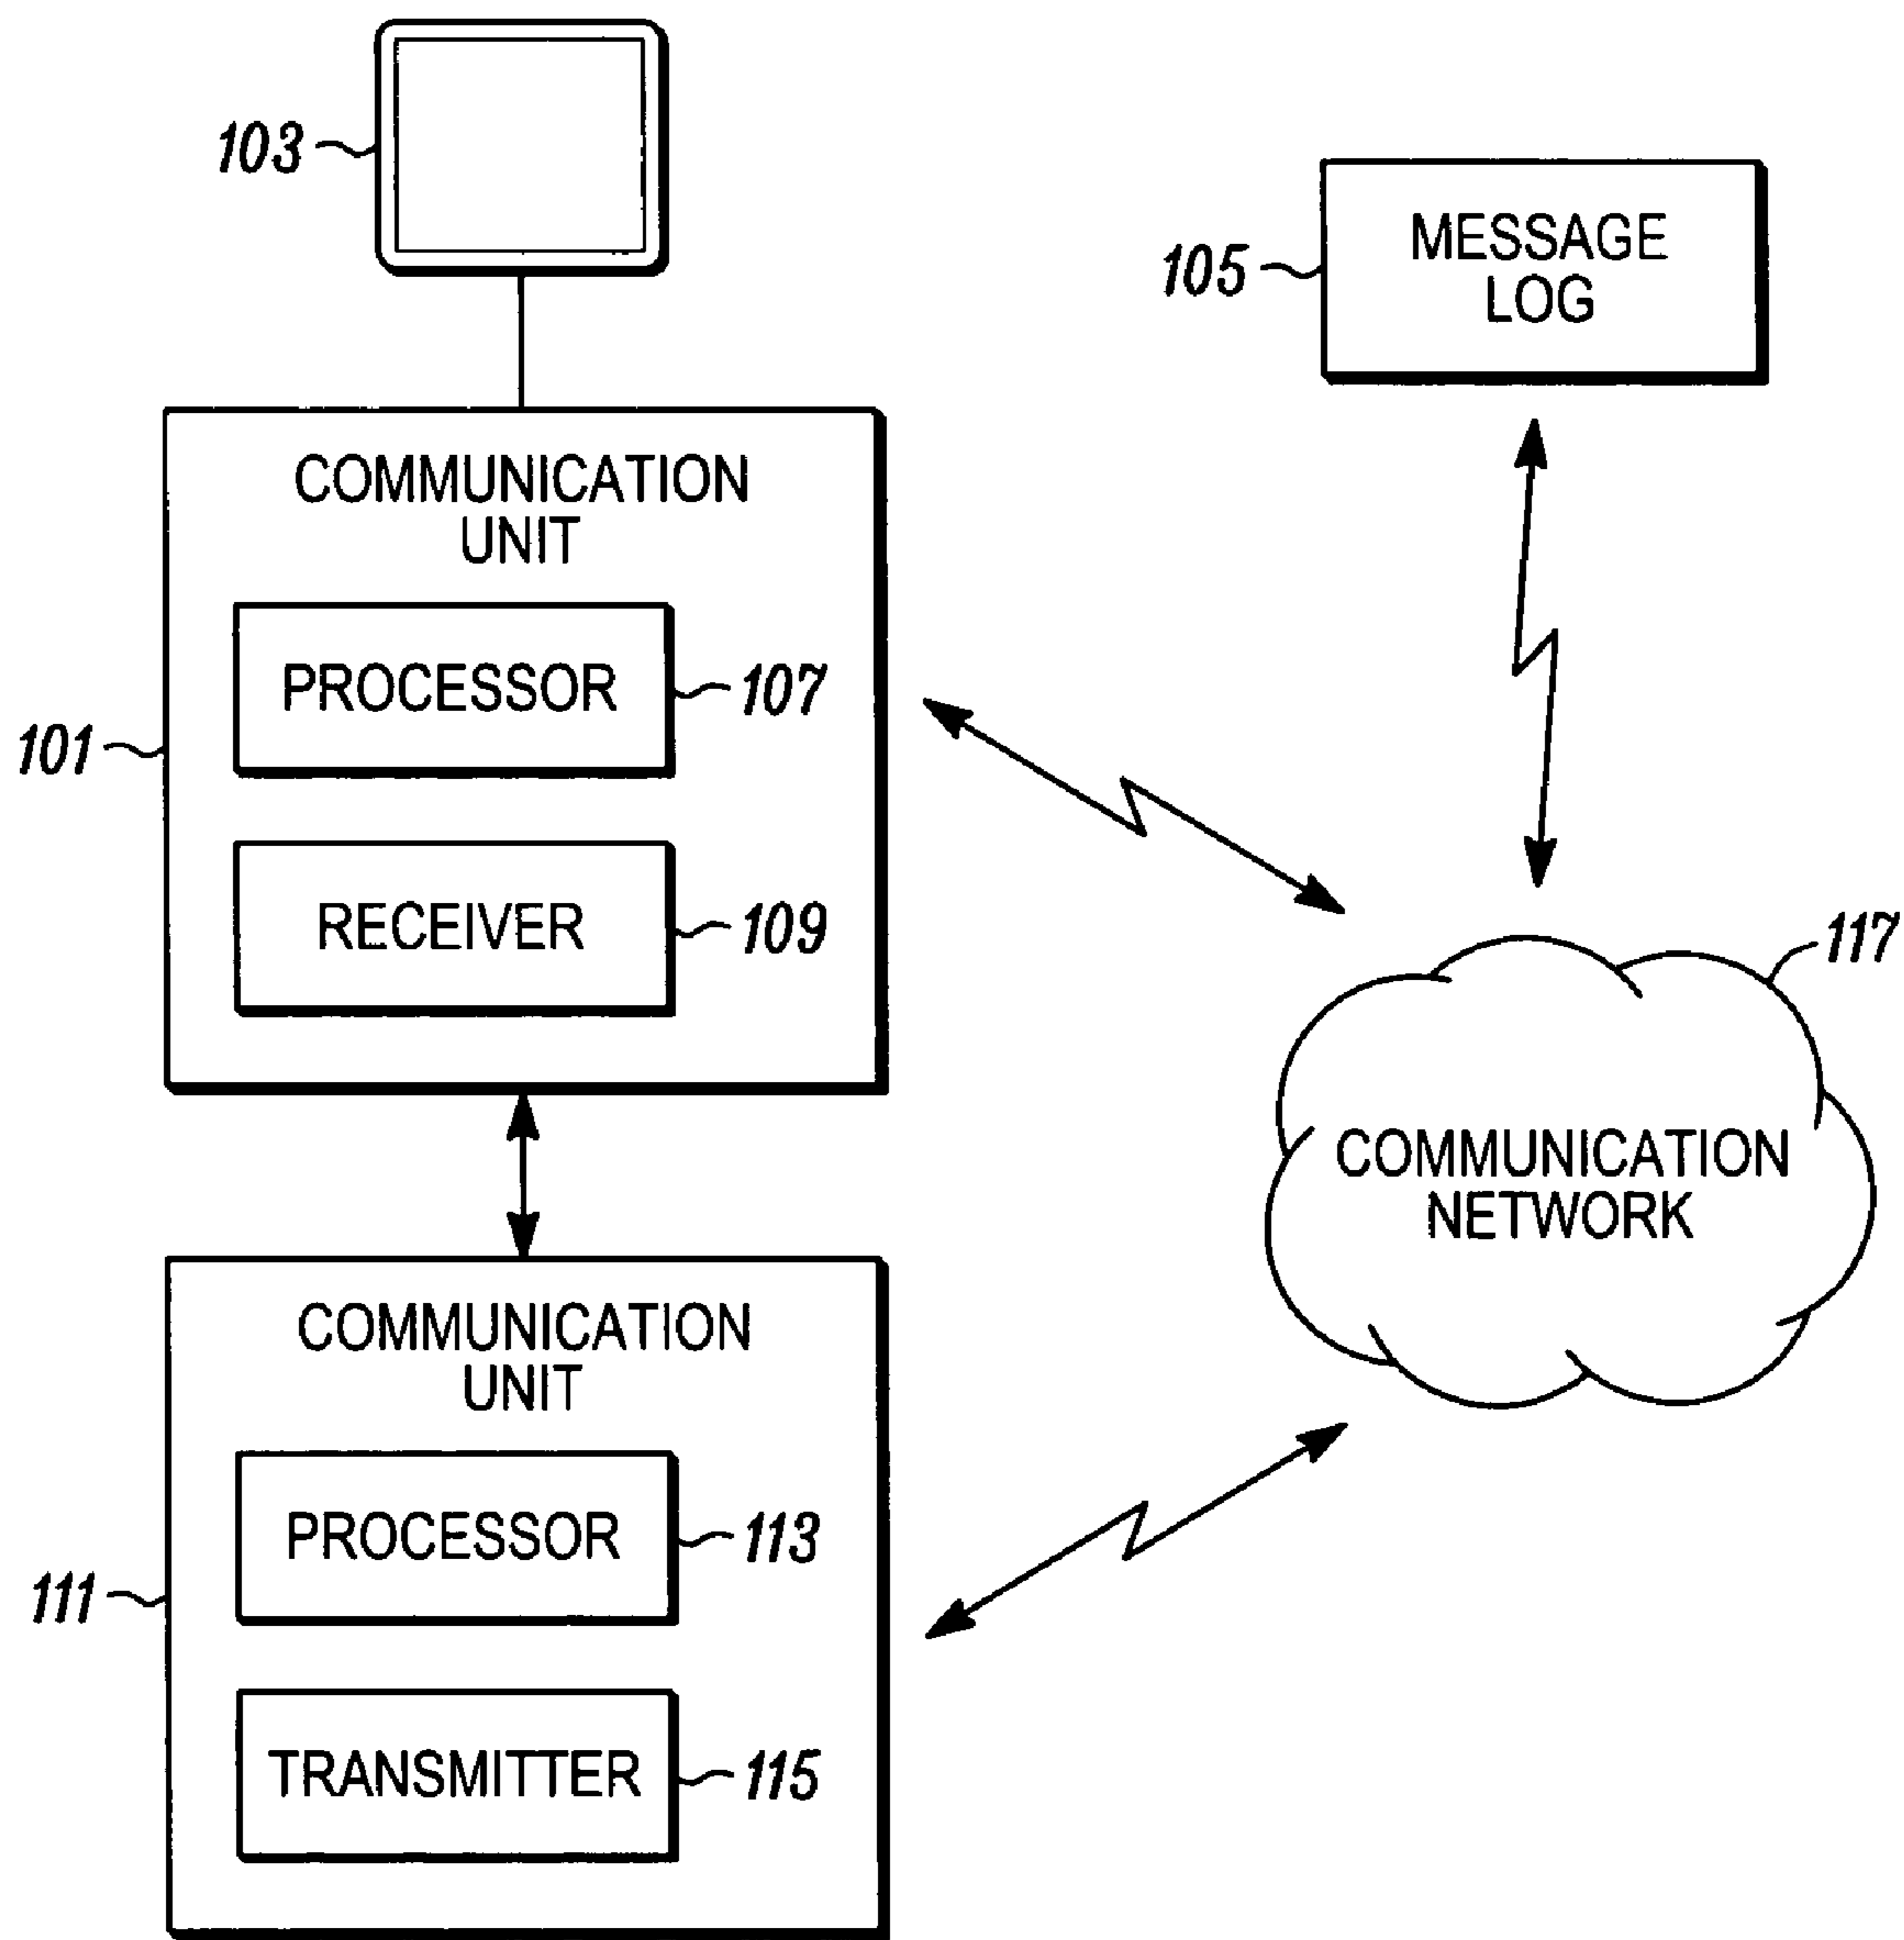 103
MESSAGE
LOG
105
COMMUNICATION
UNIT
PROCESSOR
107
101
RECEIVER
109
117
COMMUNICATION
NETWORK
COMMUNICATION
UNIT
PROCESSOR
113
111
TRANSMITTER
115